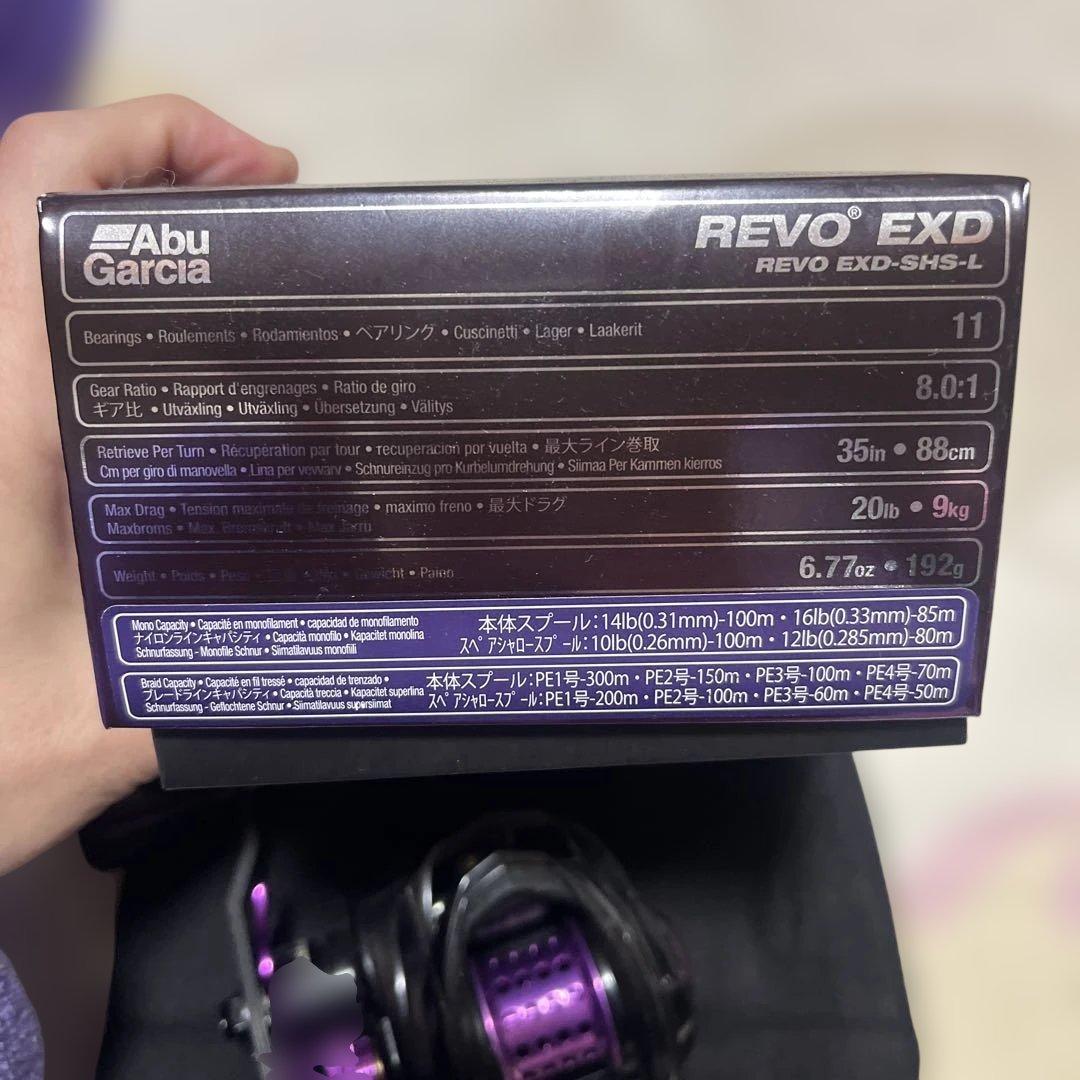 Abu
Garcia
REVO® EXD
REVO EXD-SHS-L
Bearings • Roulements • Rodamientos • ベアリング • Cuscinetti • Lager • Laakerit
11
Gear Ratio • Rapport d'engrenages • Ratio de giro
ギア比 • Utväxling • Utväxling • Übersetzung • Välitys
8.0:1
Retrieve Per Turn • Récupération par tour • recuperacion por vuelta • 最大ライン巻取
Cm per giro di manovella • Lina per vevvarv • Schnureinzug pro Kurbelumdrehung • Siimaa Per Kammen kierros
35in • 88cm
Max Drag • Tension maximale de freinage • maximo freno • 最大ドラグ
Maxbroms • Max. Bremskraft • Max Jarru
20lb • 9kg
Weight • Poids • Peso • Gewicht • Paino
6.77oz • 192g
Mono Capacity • Capacité en monofilament • capacidad de monofilamento
ナイロンラインキャパシティ • Capacità monofilo • Kapacitet monolina
Schnurfassung - Monofile Schnur • Siimatilavuus monofiili
本体スプール：14lb(0.31mm)-100m・16lb(0.33mm)-85m
スペアシャロースプール：10lb(0.26mm)-100m・12lb(0.285mm)-80m
Braid Capacity • Capacité en fil tressé • capacidad de trenzado •
ブレードラインキャパシティ • Capacità treccia • Kapacitet superlina
Schnurfassung - Geflochtene Schnur • Siimatilavuus supersiimat
本体スプール：PE1号-300m・PE2号-150m・PE3号-100m・PE4号-70m
スペアシャロースプール：PE1号-200m・PE2号-100m・PE3号-60m・PE4号-50m